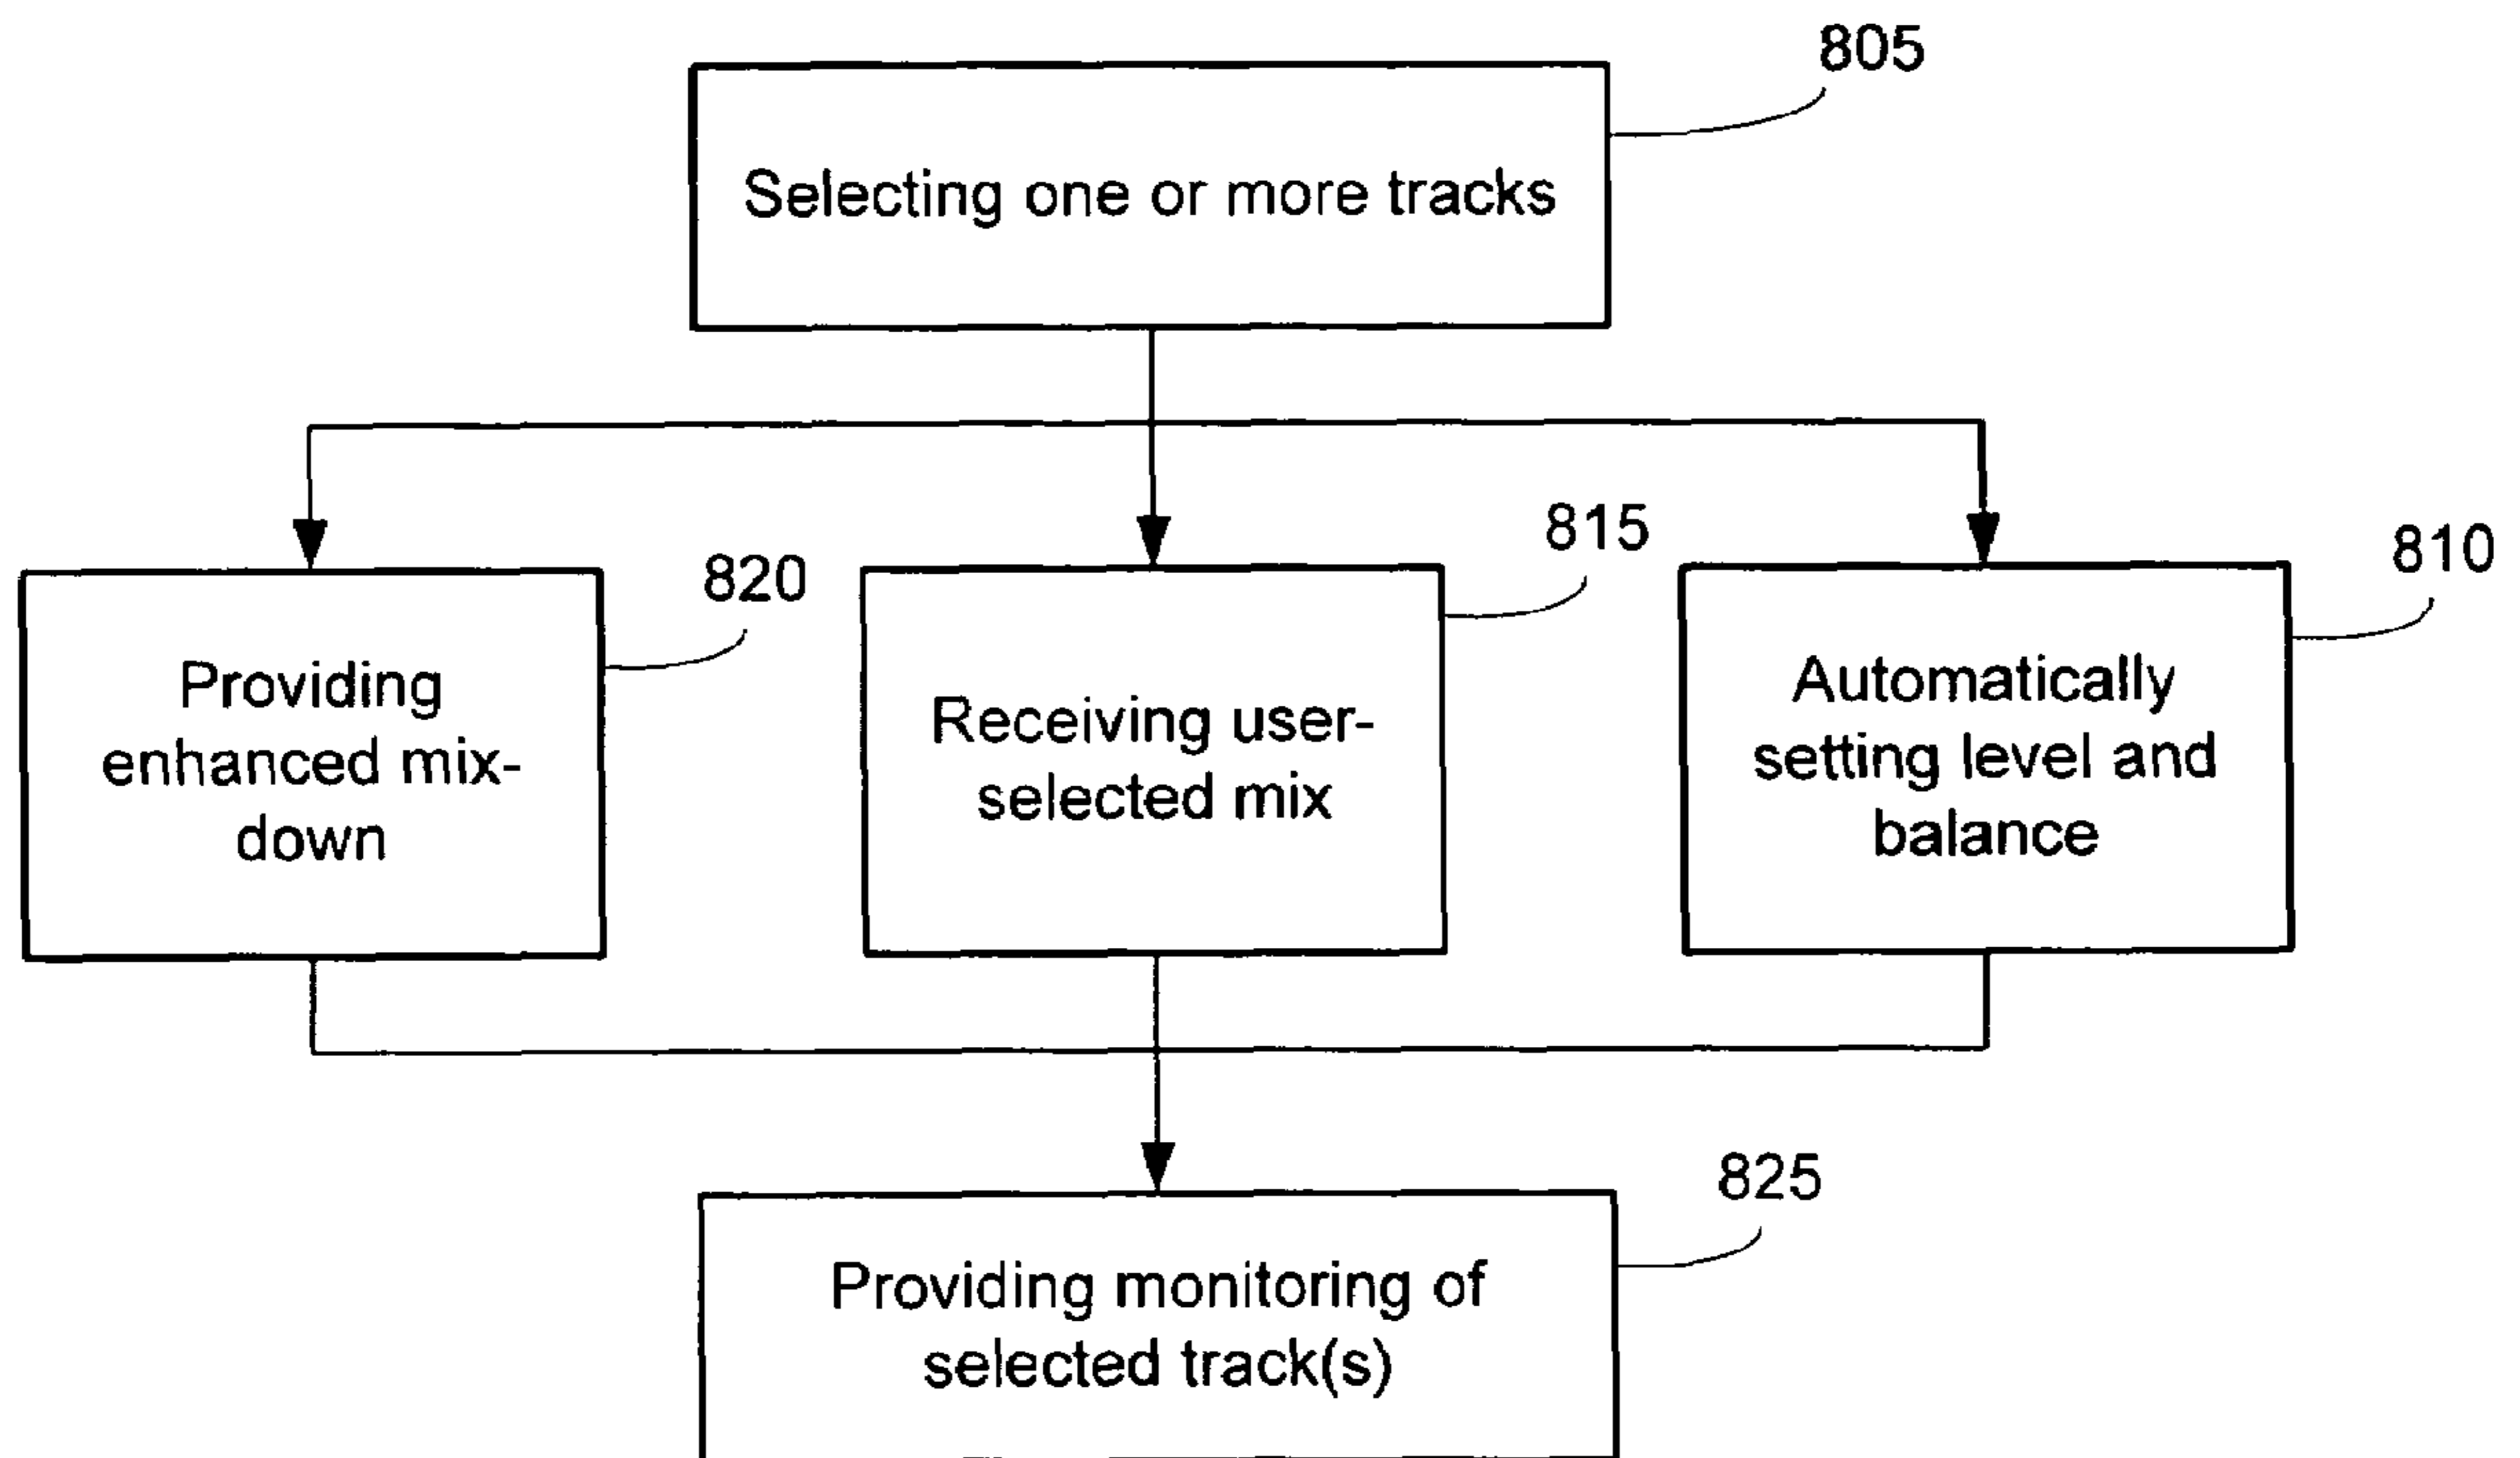 805
Selecting one or more tracks
820
Providing
enhanced mix-
down
815
Receiving user-
selected mix
810
Automatically
setting level and
balance
825
Providing monitoring of
selected track(s)